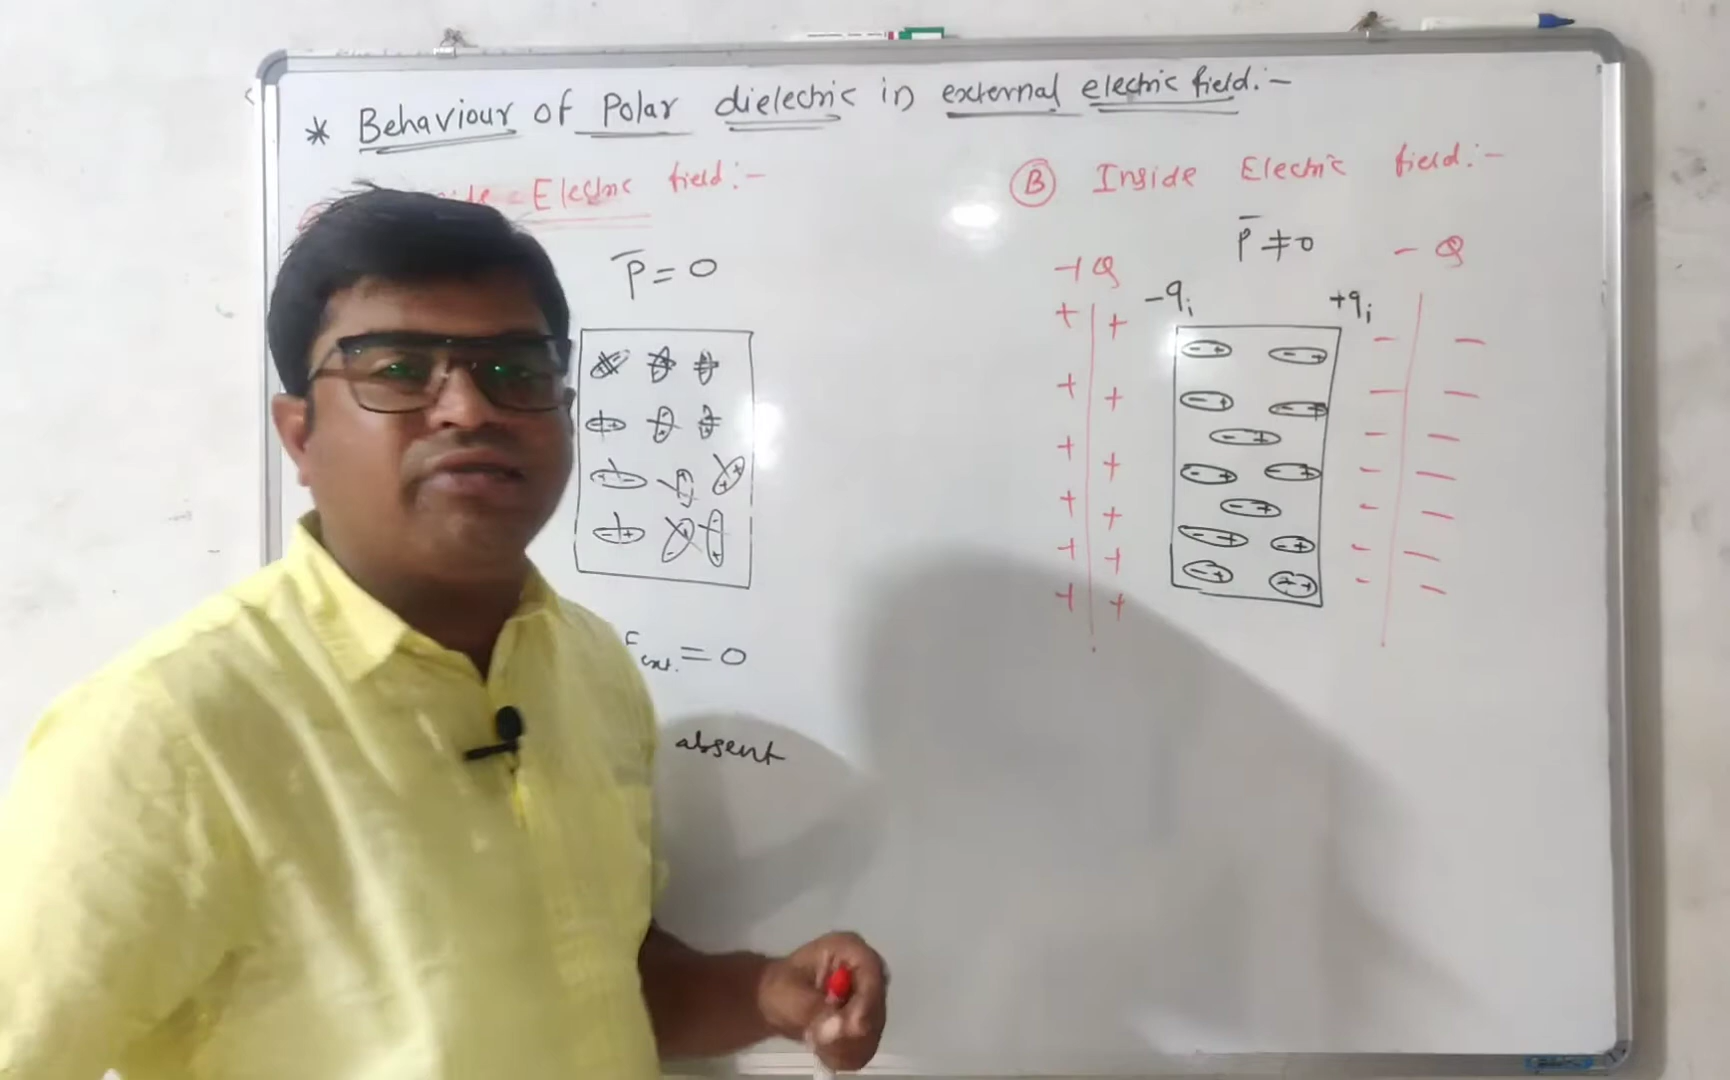 * Behaviour of Polar dielectric in external electric field:-
Electric field:-
P̅ = 0
= 0
absent
(B) Inside Electric field:-
P̅ ≠ 0
+Q
- Q
-qi
+qi